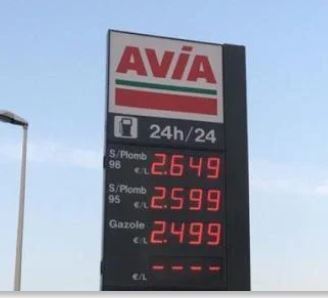 AVIA
24h/24
S/Plomb 98 €/L 2.649
S/Plomb 95 €/L 2.599
Gazole €/L 2.499
€/L ----